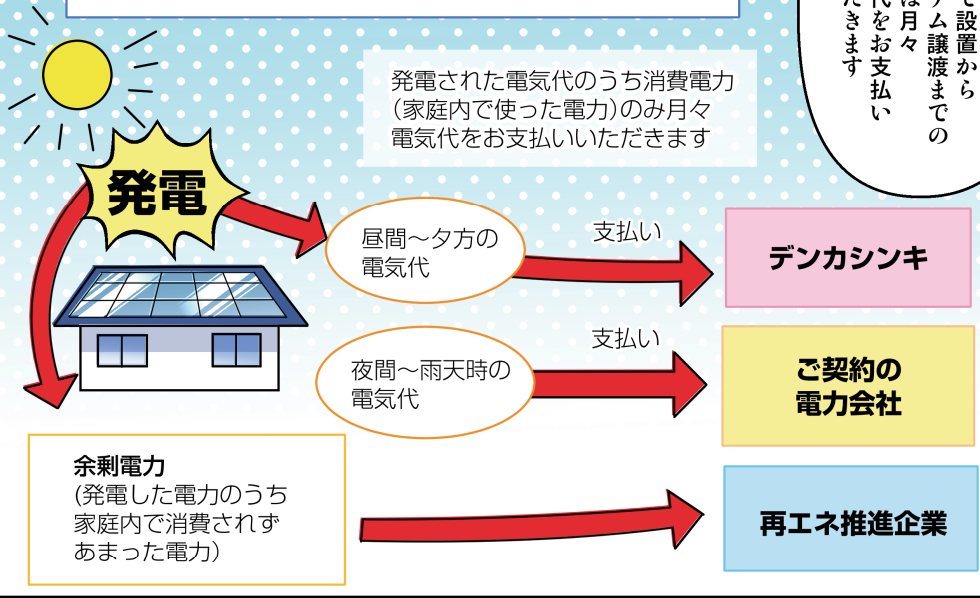 設置から
ム譲渡までの
月々
代をお支払い
きます
発電された電気代のうち消費電力
(家庭内で使った電力)のみ月々
電気代をお支払いいただきます
発電
昼間〜夕方の
電気代
支払い
デンカシンキ
夜間〜雨天時の
電気代
支払い
ご契約の
電力会社
余剰電力
(発電した電力のうち
家庭内で消費されず
あまった電力)
再エネ推進企業